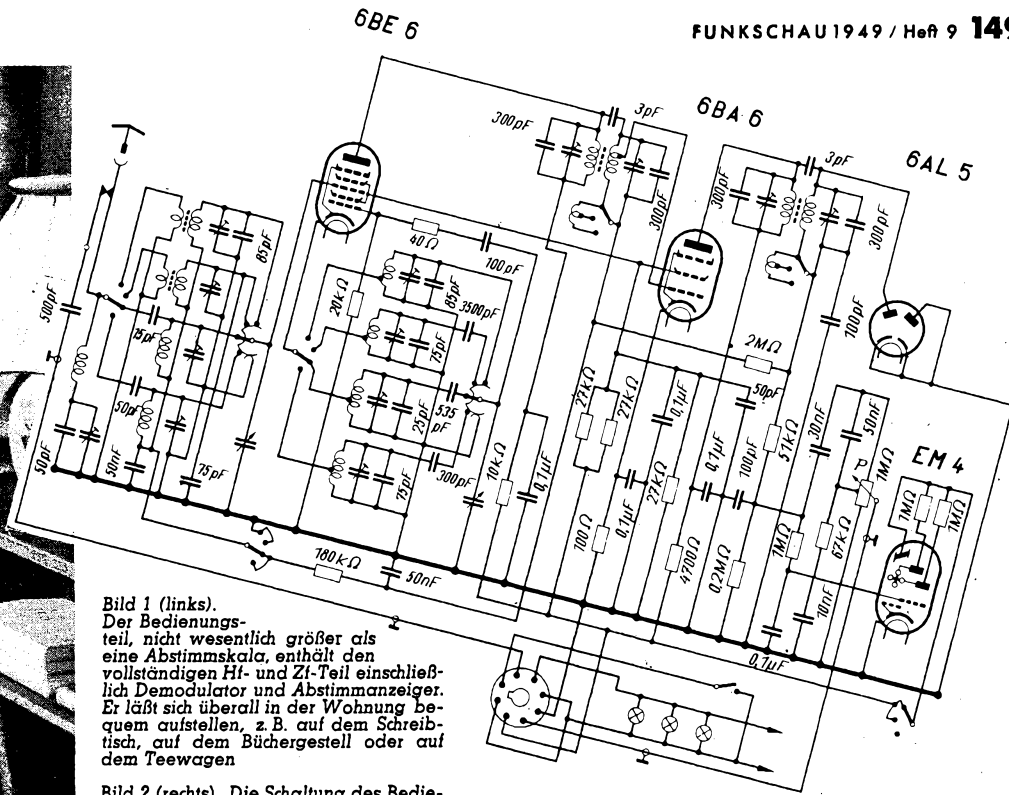 6BE 6
FUNKSCHAU 1949 / Heft 9 149
6BA 6
6AL 5
EM 4
300pF
3pF
300pF
300pF
3pF
300pF
85pF
500pF
75pF
50pF
50pF
50nF
75pF
40Ω
100pF
20kΩ
85pF
3500pF
75pF
25pF
535 pF
75pF
300pF
10kΩ
0,1µF
27kΩ
27kΩ
100Ω
0,1µF
27kΩ
0,1µF
4700Ω
0,1µF
0,2MΩ
100pF
50pF
2MΩ
51kΩ
100pF
30nF
50nF
1MΩ
1MΩ
67kΩ
10nF
0,1µF
1MΩ
1MΩ
160kΩ
50nF
Bild 1 (links).
Der Bedienungs-
teil, nicht wesentlich größer als
eine Abstimmskala, enthält den
vollständigen Hf- und Zf-Teil einschließ-
lich Demodulator und Abstimmanzeiger.
Er läßt sich überall in der Wohnung be-
quem aufstellen, z. B. auf dem Schreib-
tisch, auf dem Büchergestell oder auf
dem Teewagen
Bild 2 (rechts). Die Schaltung des Bedie-